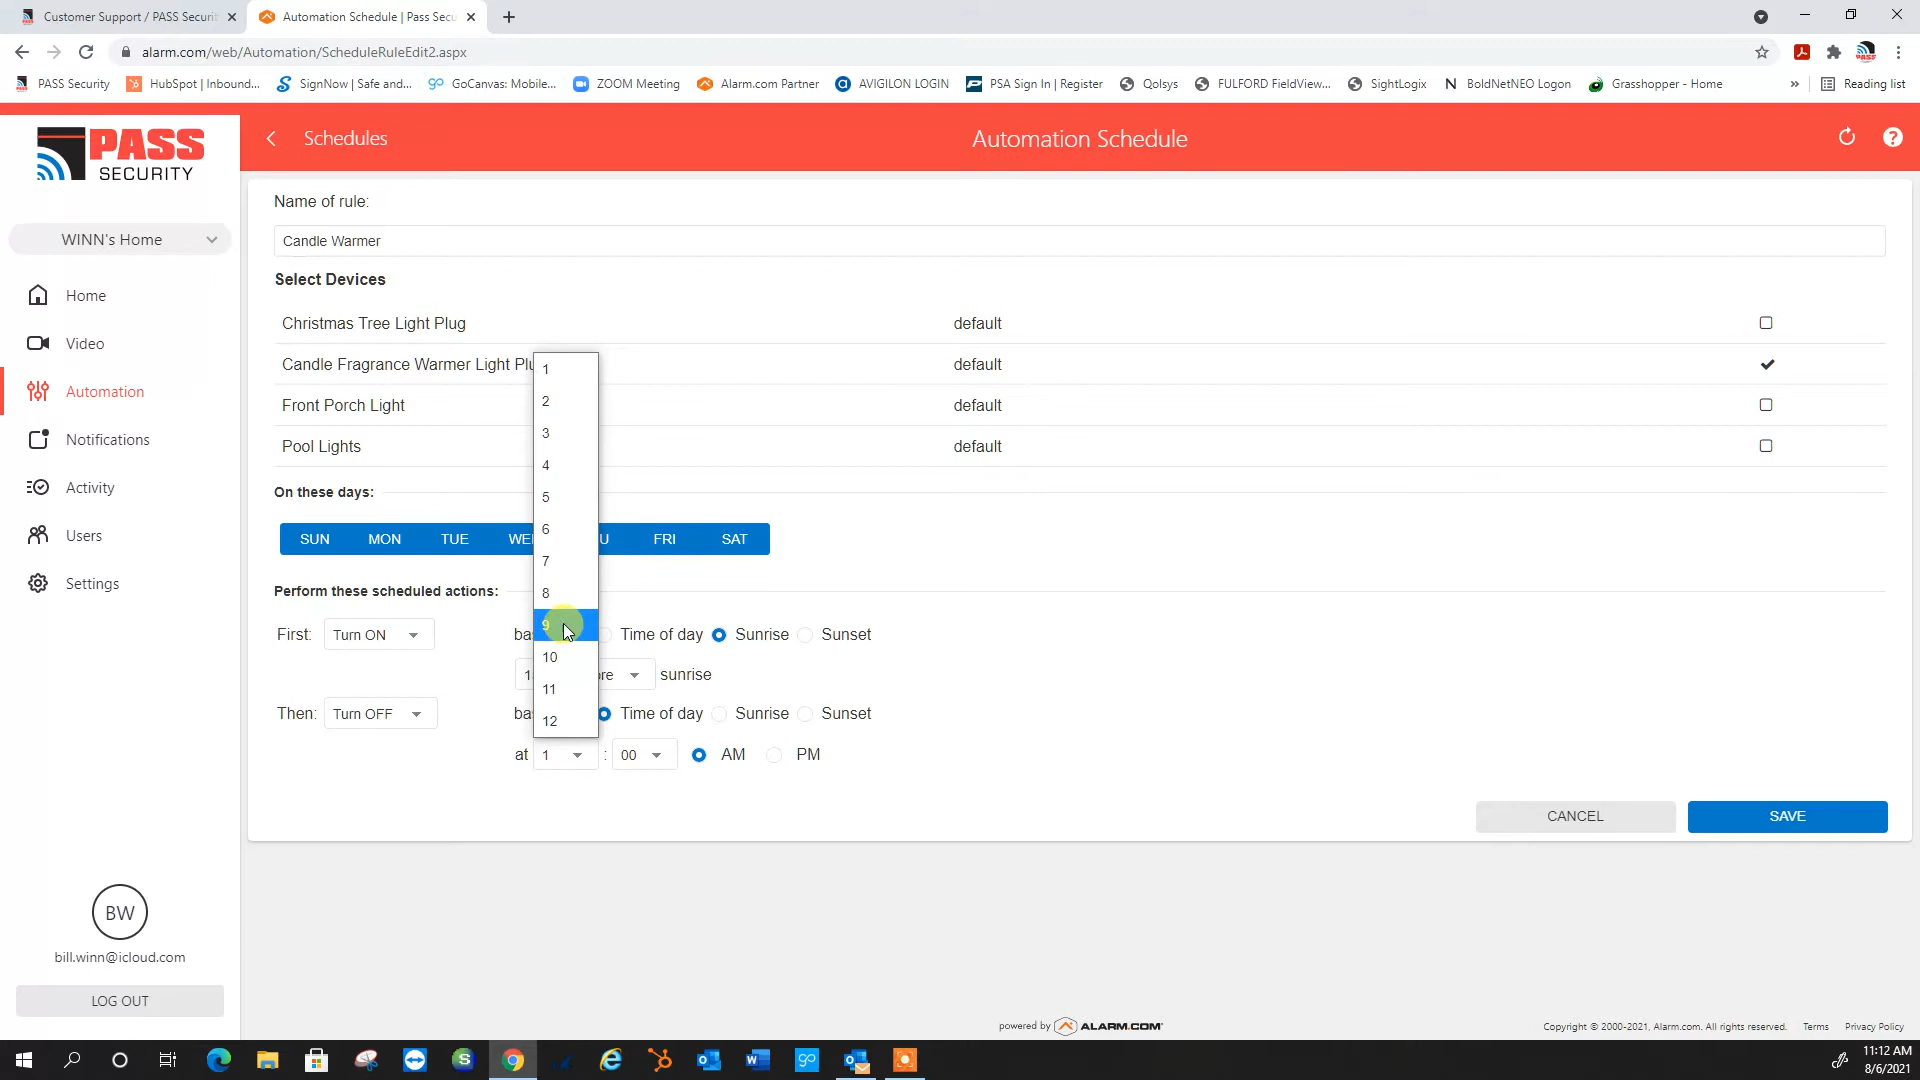 Customer Support / PASS Securit
Automation Schedule | Pass Secu
alarm.com/web/Automation/ScheduleRuleEdit2.aspx
PASS Security
HubSpot | Inbound...
SignNow | Safe and...
GoCanvas: Mobile...
ZOOM Meeting
Alarm.com Partner
AVIGILON LOGIN
PSA Sign In | Register
Qolsys
FULFORD FieldView...
SightLogix
BoldNetNEO Logon
Grasshopper - Home
»
Reading list
PASS
SECURITY
Schedules
Automation Schedule
WINN's Home
Home
Video
Automation
Notifications
Activity
Users
Settings
Name of rule:
Candle Warmer
Select Devices
Christmas Tree Light Plug default
Candle Fragrance Warmer Light Plu default
Front Porch Light default
Pool Lights default
On these days:
SUN MON TUE WE U FRI SAT
Perform these scheduled actions:
First: Turn ON ba Time of day Sunrise Sunset
1 re sunrise
Then: Turn OFF ba Time of day Sunrise Sunset
at 1 : 00 AM PM
1
2
3
4
5
6
7
8
9
10
11
12
CANCEL
SAVE
BW
bill.winn@icloud.com
LOG OUT
powered by ALARM.COM
Copyright © 2000-2021, Alarm.com. All rights reserved.
Terms
Privacy Policy
11:12 AM
8/6/2021